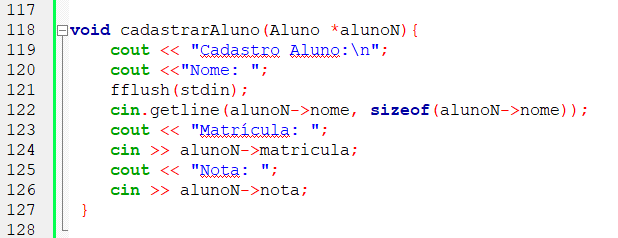 117
118 void cadastrarAluno(Aluno *alunoN){
119 cout << "Cadastro Aluno:\n";
120 cout <<"Nome: ";
121 fflush(stdin);
122 cin.getline(alunoN->nome, sizeof(alunoN->nome));
123 cout << "Matrícula: ";
124 cin >> alunoN->matricula;
125 cout << "Nota: ";
126 cin >> alunoN->nota;
127 }
128